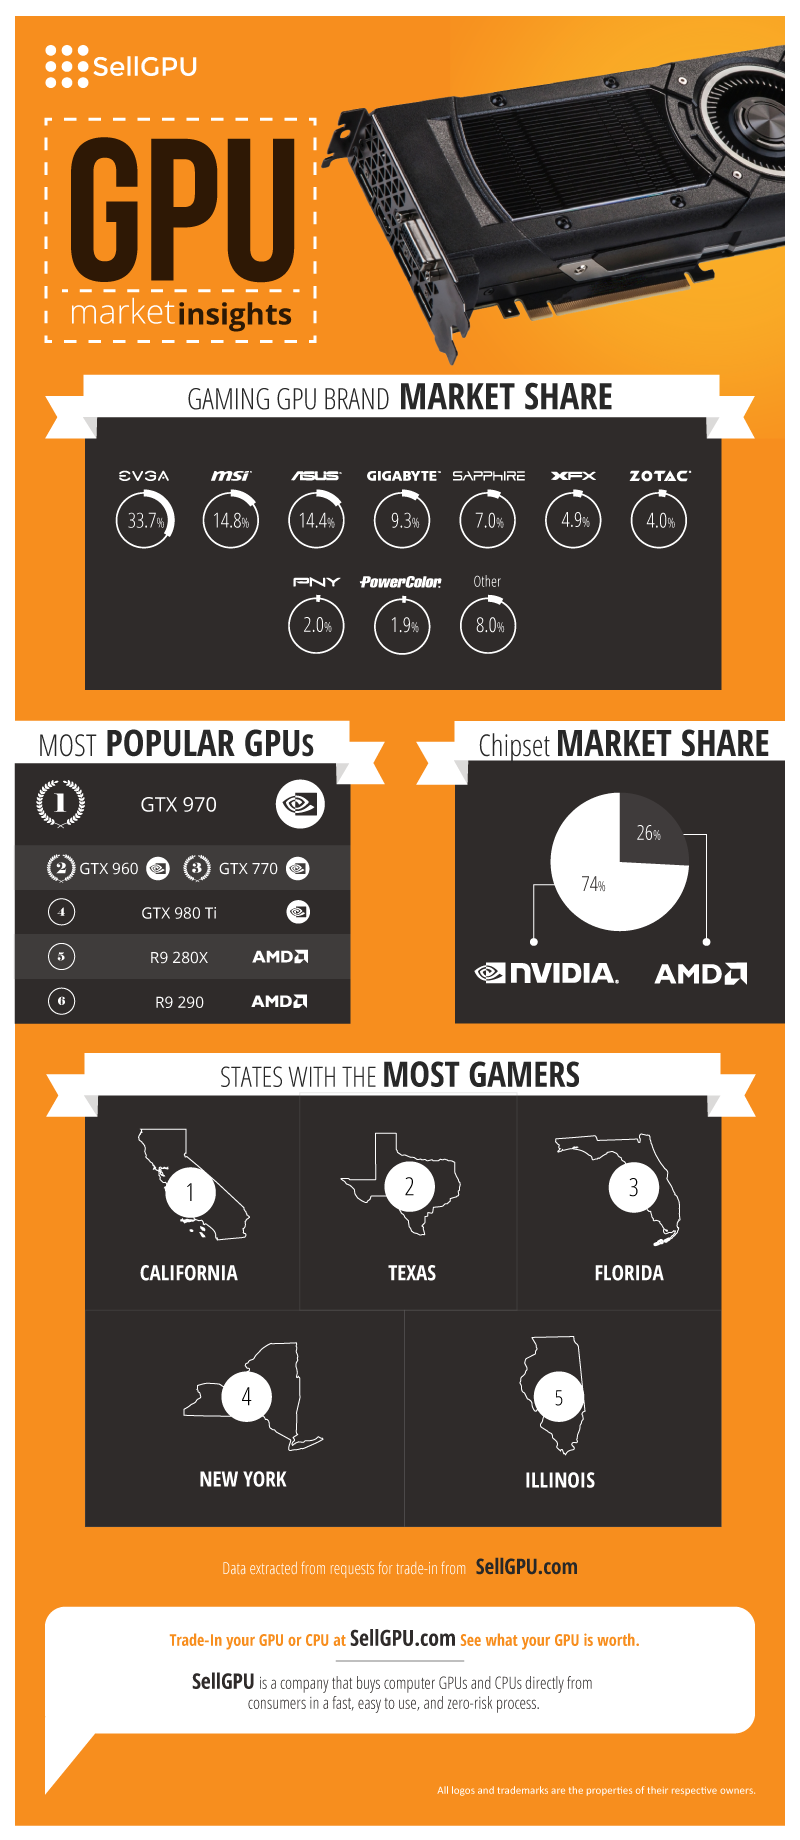 SellGPU
GPU
marketinsights
GAMING GPU BRAND MARKET SHARE
EVGA msi ASUS GIGABYTE SAPPHIRE XFX ZOTAC
33.7% 14.8% 14.4% 9.3% 7.0% 4.9% 4.0%
PNY PowerColor Other
2.0% 1.9% 8.0%
MOST POPULAR GPUs
1 GTX 970
2 GTX 960 3 GTX 770
4 GTX 980 Ti
5 R9 280X AMD
6 R9 290 AMD
Chipset MARKET SHARE
26%
74%
NVIDIA. AMD
STATES WITH THE MOST GAMERS
1 2 3
CALIFORNIA TEXAS FLORIDA
4 5
NEW YORK ILLINOIS
Data extracted from requests for trade-in from SellGPU.com
Trade-In your GPU or CPU at SellGPU.com See what your GPU is worth.
SellGPU is a company that buys computer GPUs and CPUs directly from
consumers in a fast, easy to use, and zero-risk process.
All logos and trademarks are the properties of their respective owners.